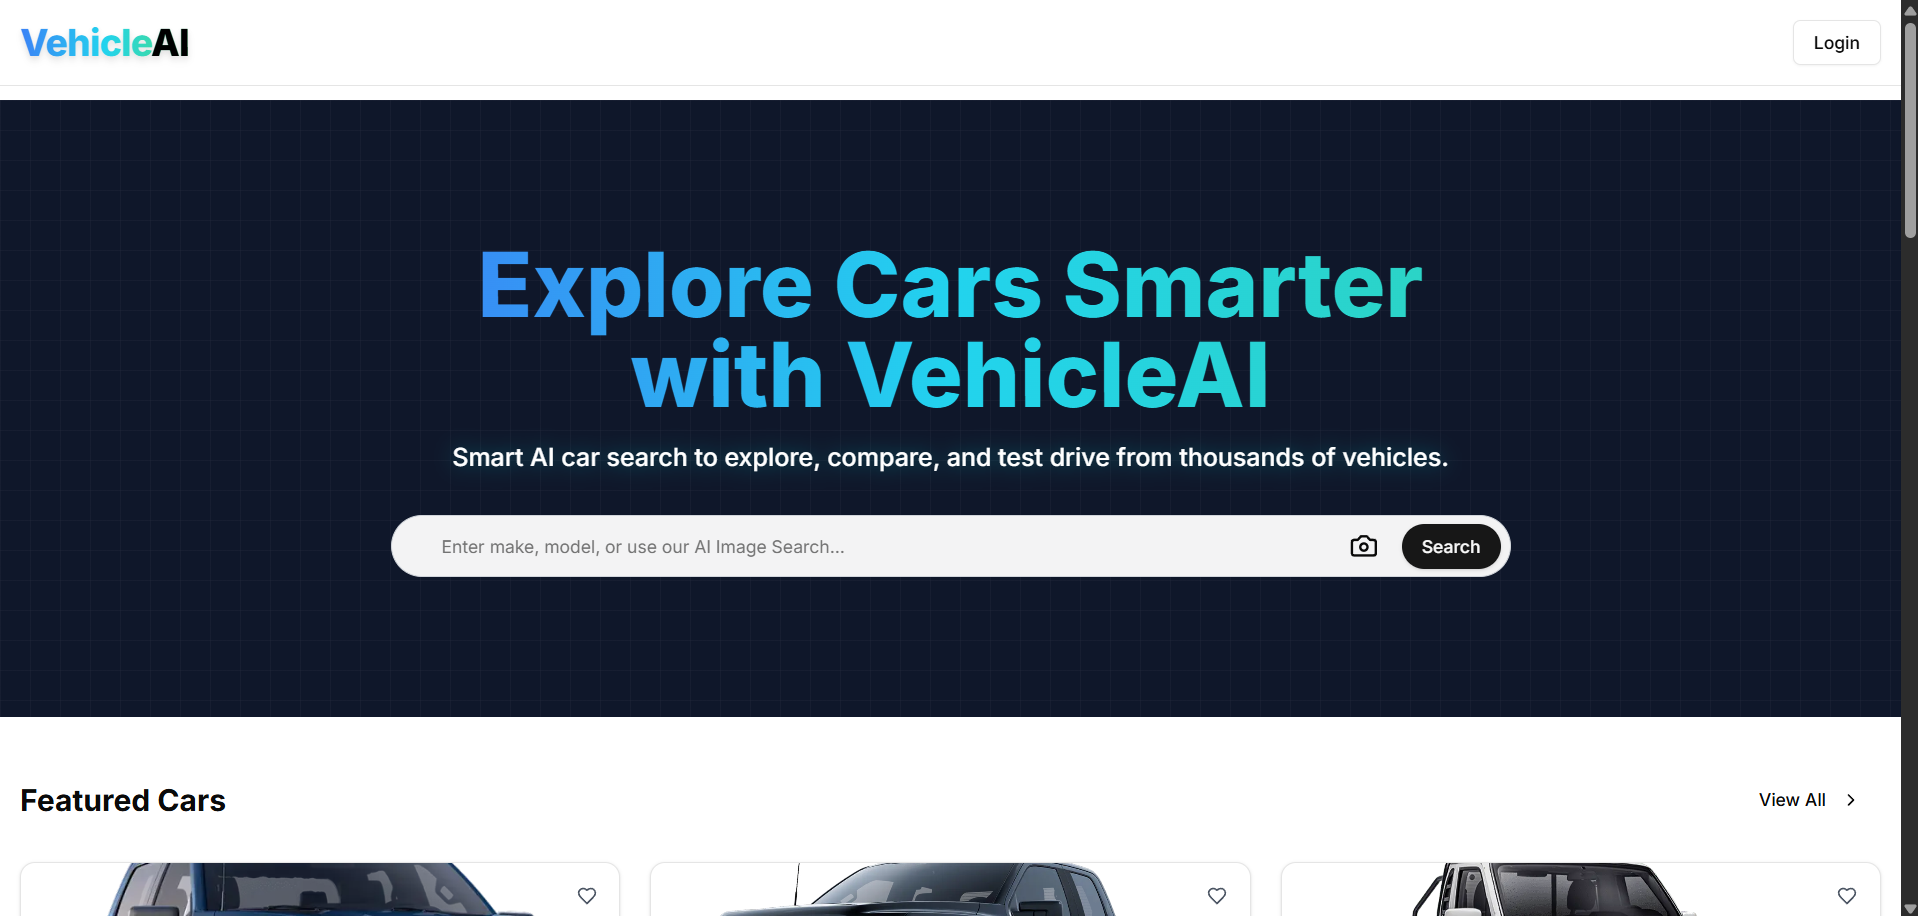 VehicleAI
Login
Explore Cars Smarter
with VehicleAI
Smart AI car search to explore, compare, and test drive from thousands of vehicles.
Enter make, model, or use our AI Image Search...
Search
Featured Cars
View All